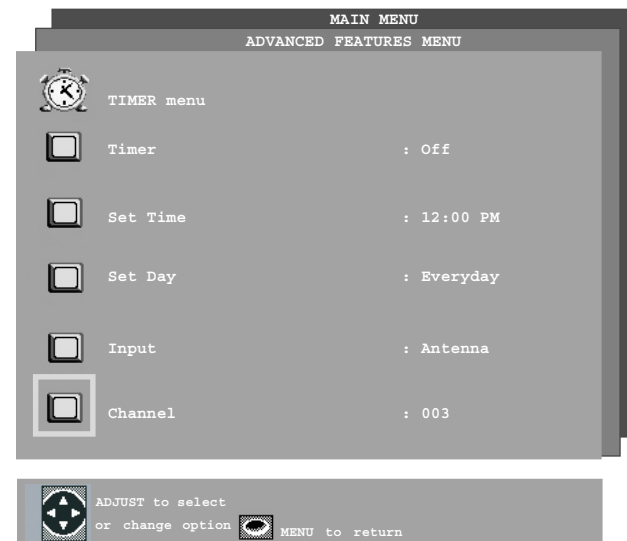 MAIN MENU
ADVANCED FEATURES MENU
TIMER menu
Timer : Off
Set Time : 12:00 PM
Set Day : Everyday
Input : Antenna
Channel : 003
ADJUST to select
or change option MENU to return